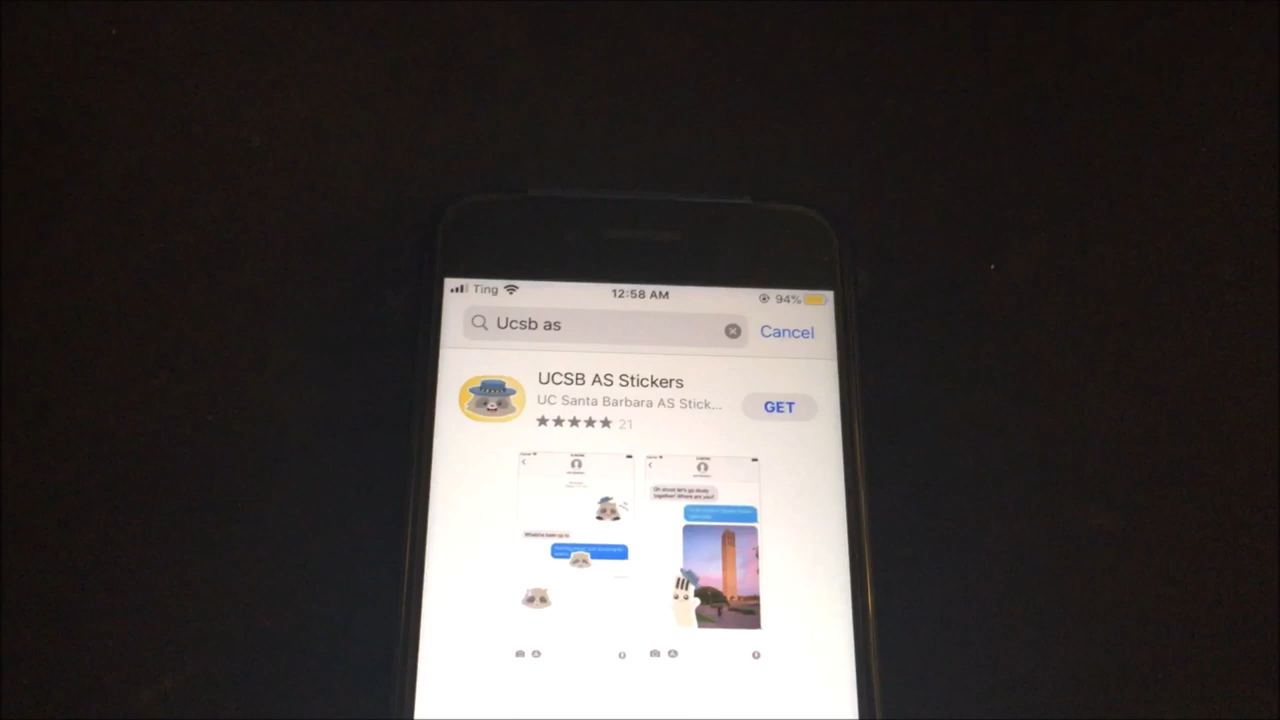 Ting 12:58 AM 94%
Ucsb as Cancel
UCSB AS Stickers
UC Santa Barbara AS Stick...
GET
21